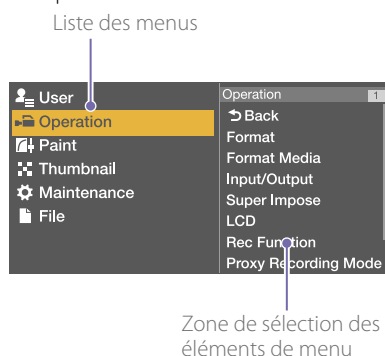 Liste des menus
User
Operation
Paint
Thumbnail
Maintenance
File
Operation 1
Back
Format
Format Media
Input/Output
Super Impose
LCD
Rec Function
Proxy Recording Mode
Zone de sélection des
éléments de menu